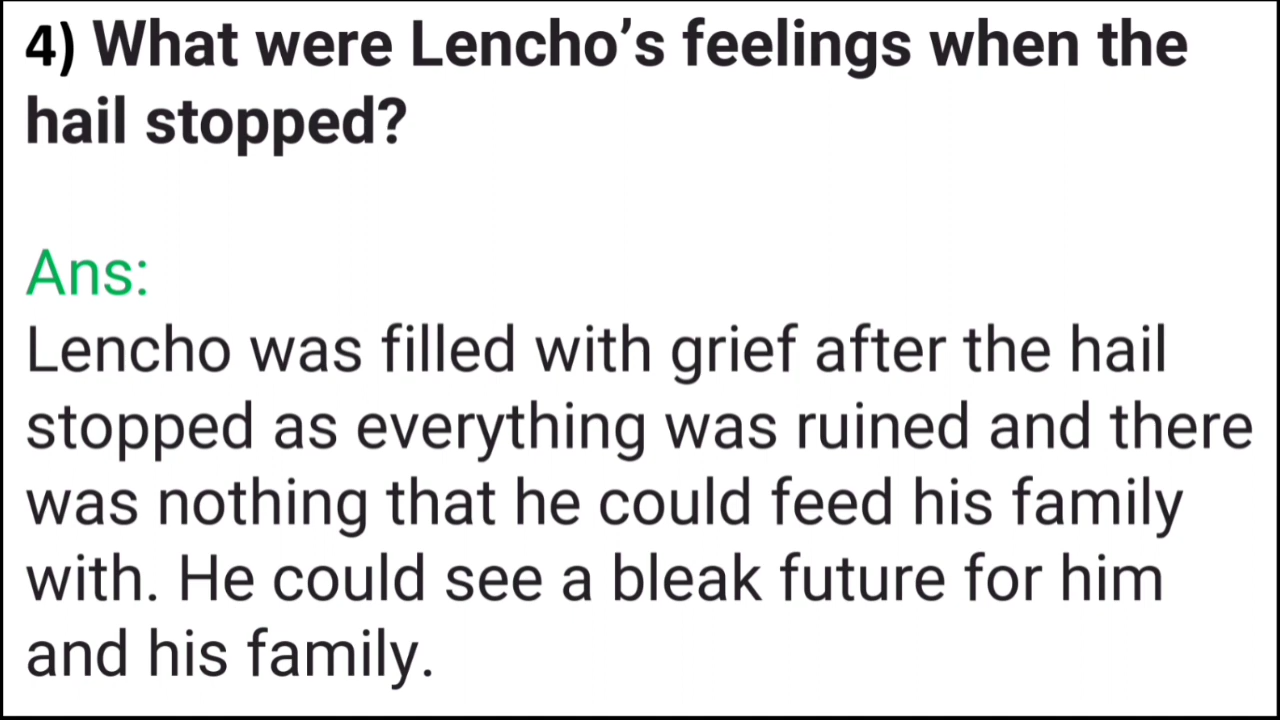 4) What were Lencho’s feelings when the
hail stopped?
Ans:
Lencho was filled with grief after the hail
stopped as everything was ruined and there
was nothing that he could feed his family
with. He could see a bleak future for him
and his family.